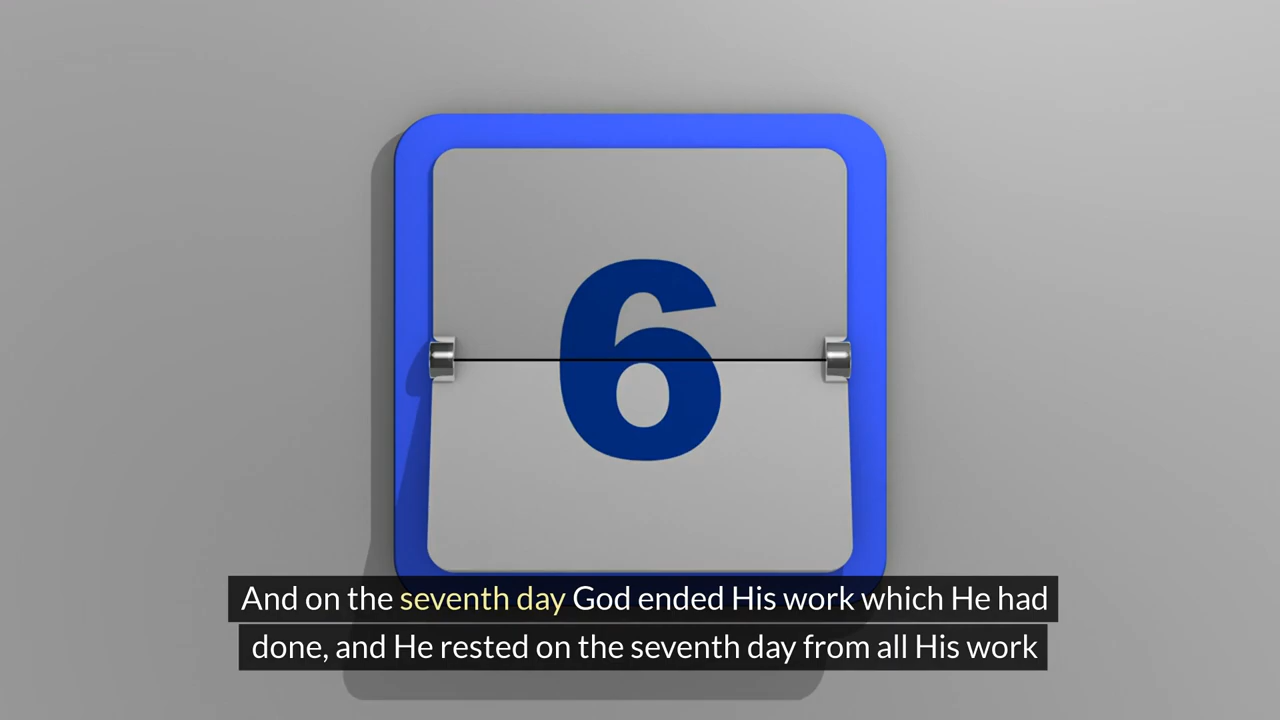 6
And on the seventh day God ended His work which He had
done, and He rested on the seventh day from all His work